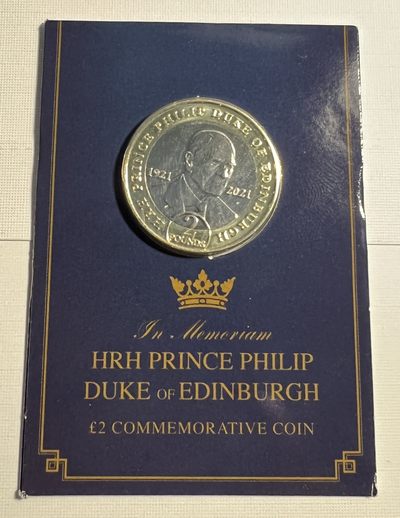 HRH PRINCE PHILIP DUKE OF EDINBURGH
1921
2021
2
POUNDS
In Memoriam
HRH PRINCE PHILIP
DUKE OF EDINBURGH
£2 COMMEMORATIVE COIN